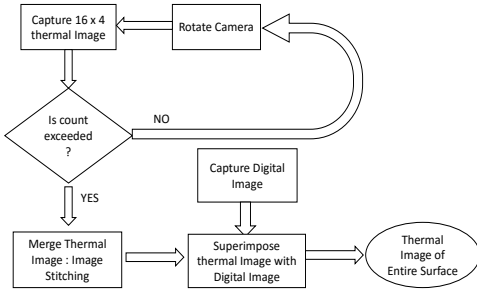 Capture 16 x 4
thermal Image
Rotate Camera
Is count
exceeded
?
NO
YES
Capture Digital
Image
Merge Thermal
Image : Image
Stitching
Superimpose
thermal Image with
Digital Image
Thermal
Image of
Entire Surface